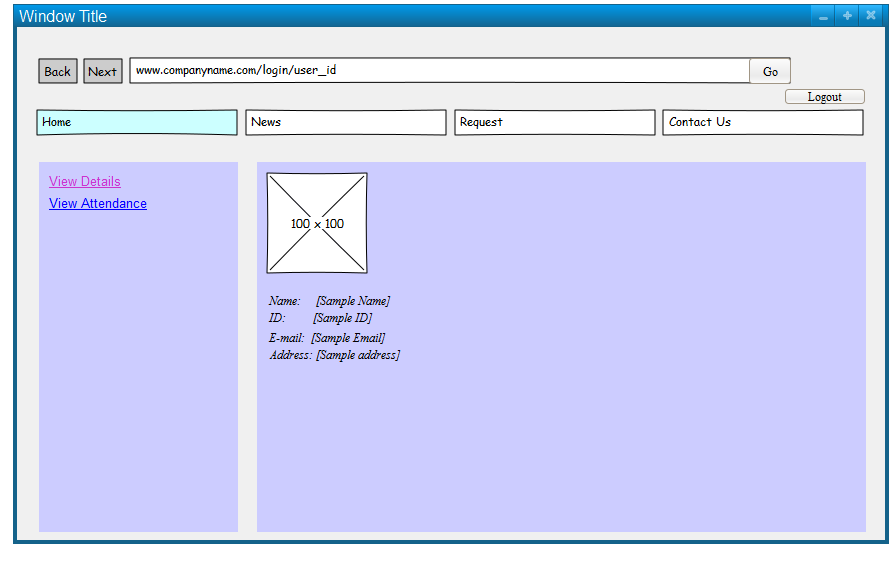 Window Title
Back Next www.companyname.com/login/user_id Go
Logout
Home News Request Contact Us
View Details
View Attendance
100 x 100
Name: [Sample Name]
ID: [Sample ID]
E-mail: [Sample Email]
Address: [Sample address]